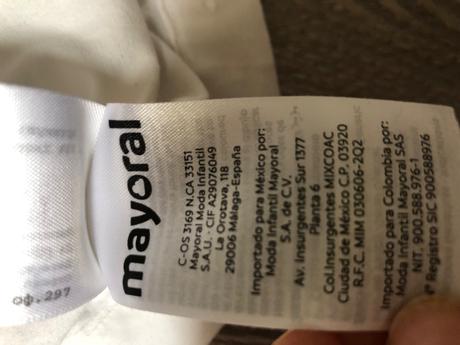 mayoral
C-OS 3169 N.CA 33151
Mayoral Moda Infantil
S.A.U. - CIF A29076049
La Orotava, 118
29006 Málaga-España
Importado para México por:
Moda Infantil Mayoral
S.A. de C.V.
Av. Insurgentes Sur 1377
Planta 6
Col.Insurgentes MIXCOAC
Ciudad de México C.P. 03920
R.F.C. MIM 030606-2Q2
Importado para Colombia por:
Moda Infantil Mayoral SAS
NIT. 900.588.976-1
Registro SIC 900588976
297